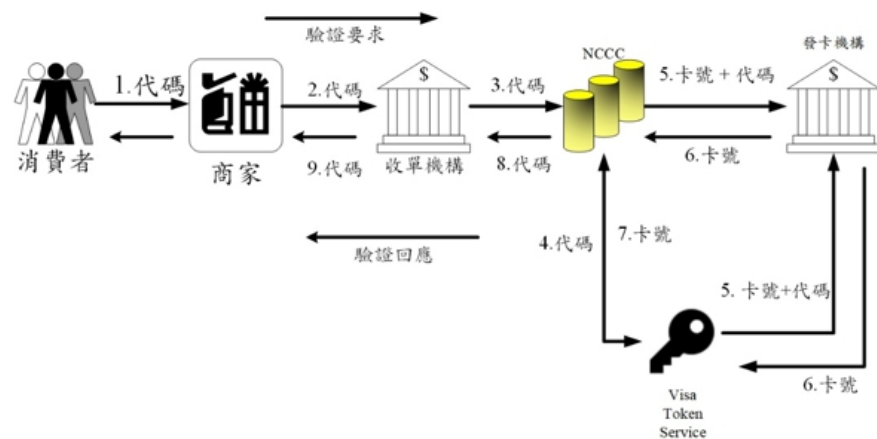 驗證要求
NCCC
發卡機構
$
$
1.代碼
2.代碼
3.代碼
5.卡號 + 代碼
消費者
商家
9.代碼
收單機構
8.代碼
6.卡號
驗證回應
4.代碼
7.卡號
5. 卡號+代碼
6.卡號
Visa
Token
Service